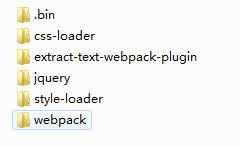 .bin
css-loader
extract-text-webpack-plugin
jquery
style-loader
webpack